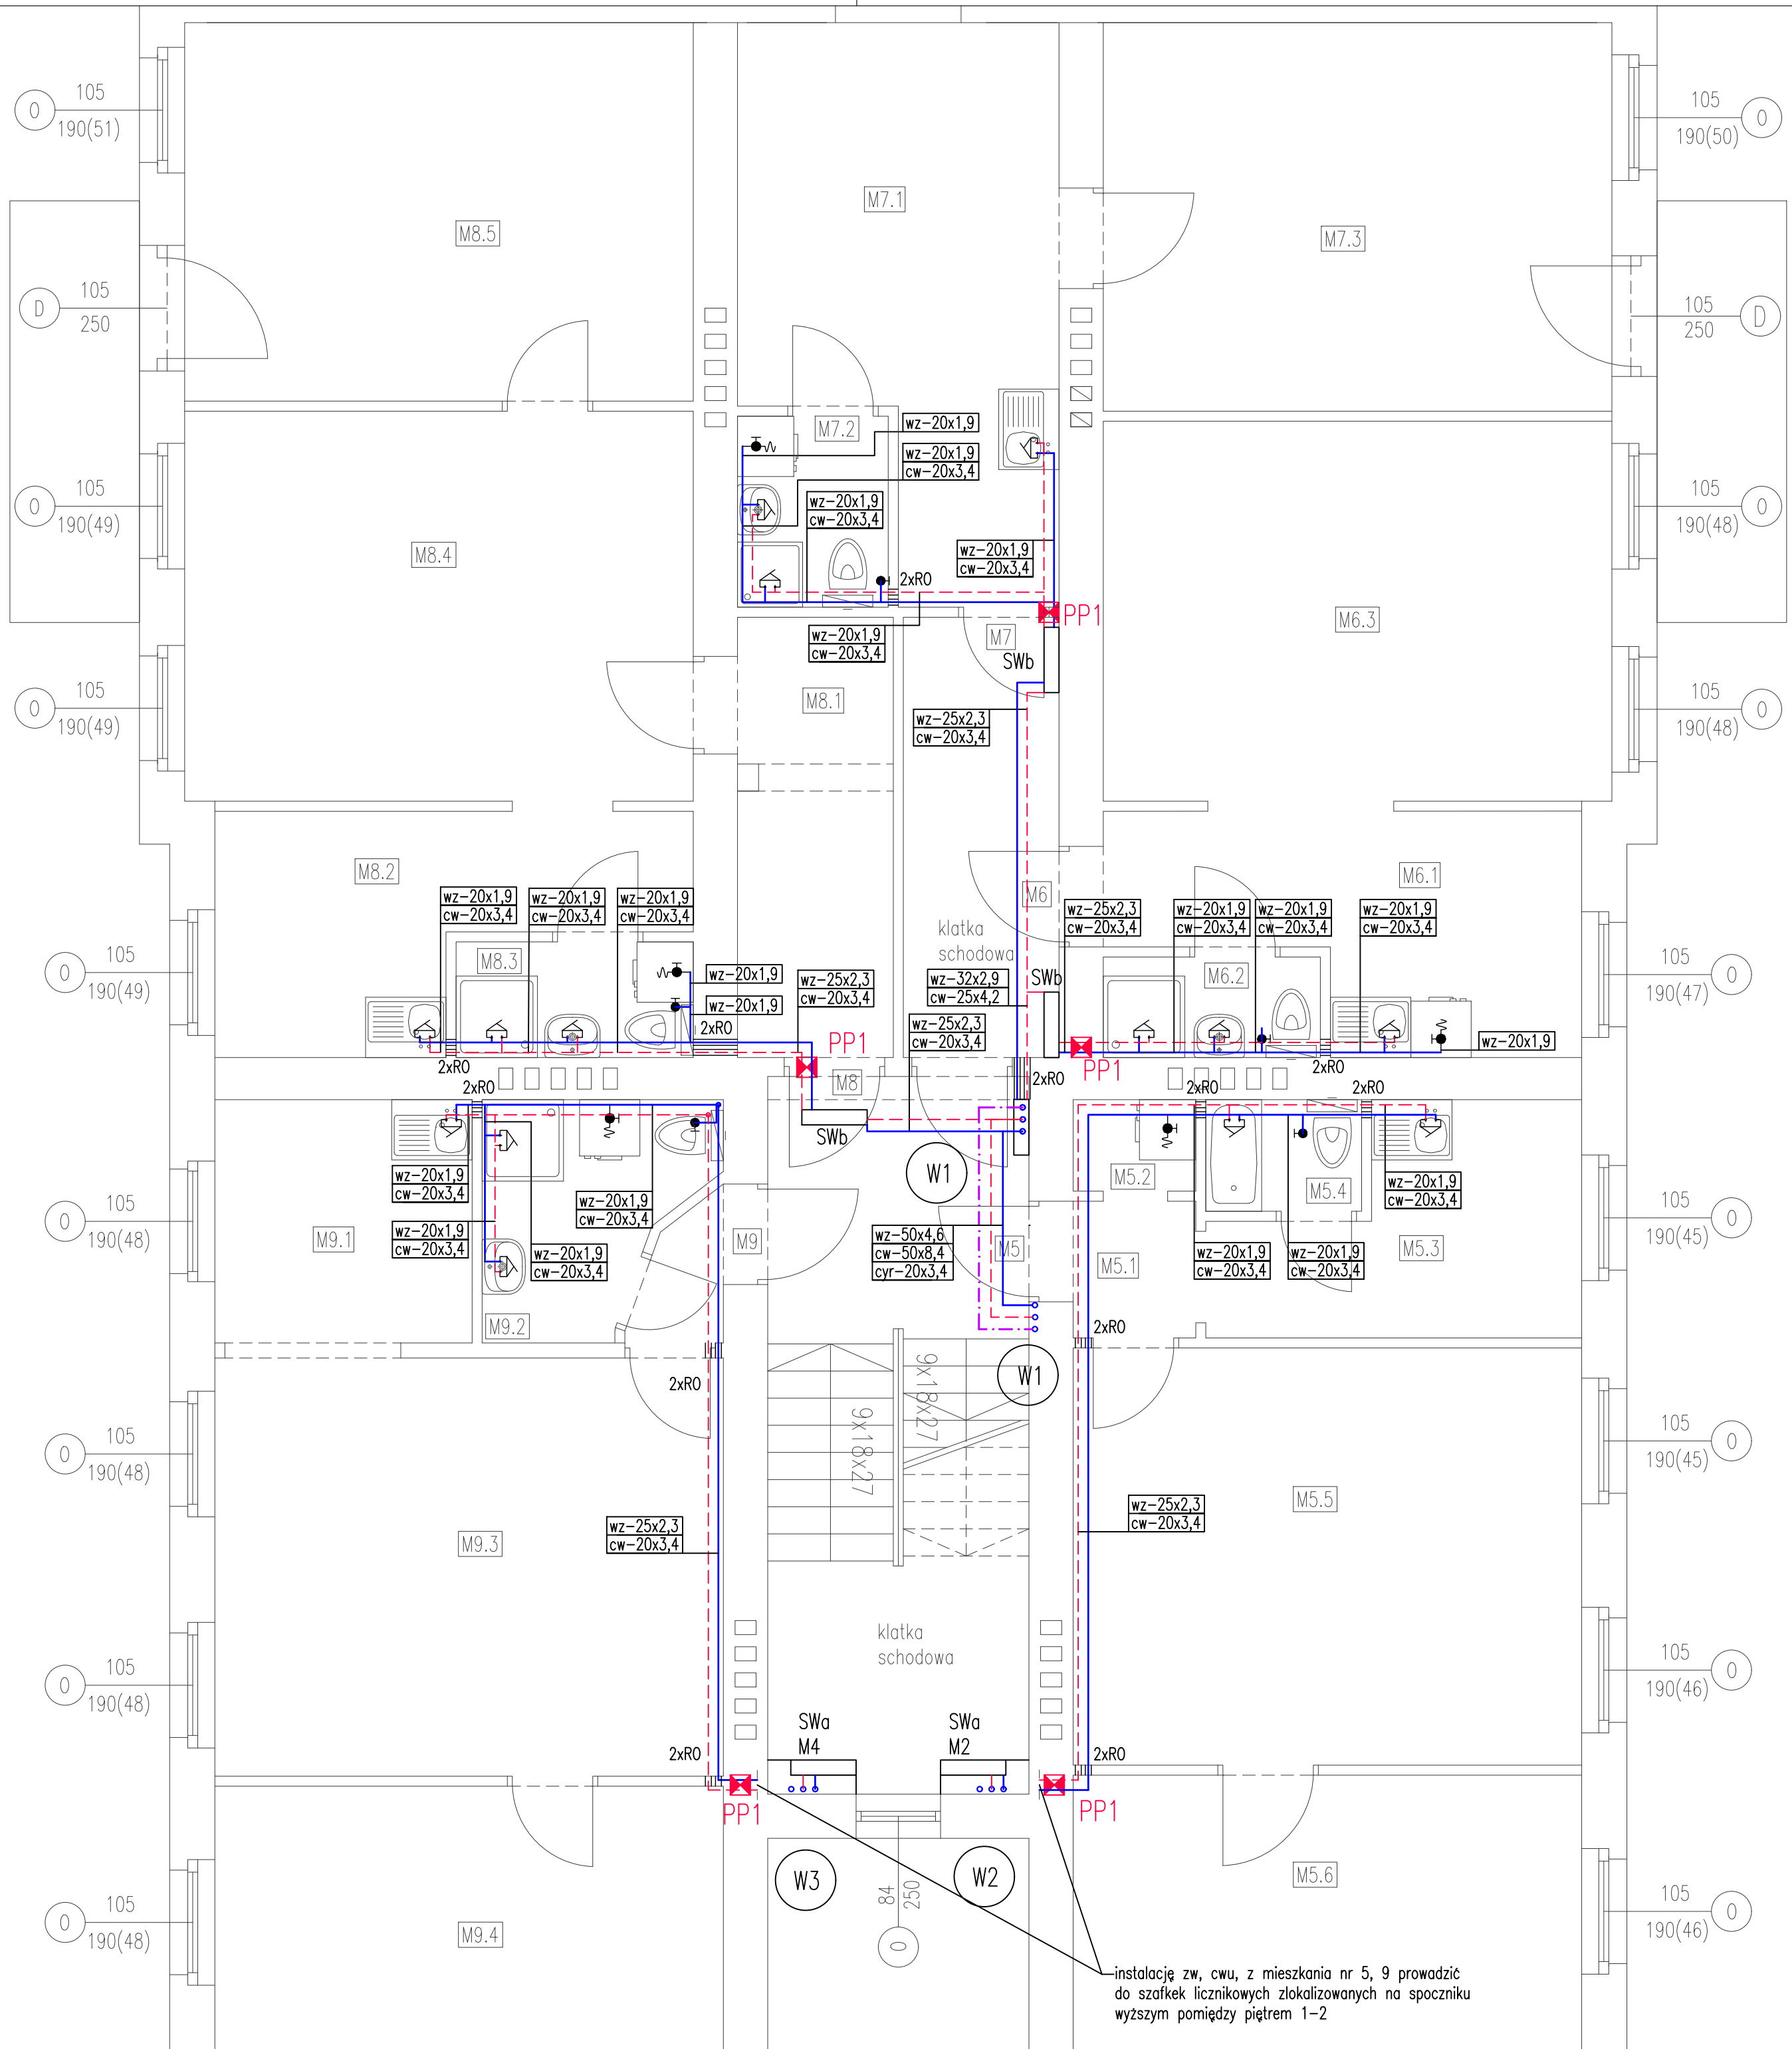 105
190(51)
O
105
190(50)
O
M7.1
M8.5
M7.3
D
105
250
105
250
D
M7.2
wz-20x1,9
wz-20x1,9
cw-20x3,4
wz-20x1,9
cw-20x3,4
O
105
190(49)
105
190(48)
O
M8.4
wz-20x1,9
cw-20x3,4
2xRO
PP1
M6.3
wz-20x1,9
cw-20x3,4
M7
SWb
O
105
190(49)
M8.1
105
190(48)
O
wz-25x2,3
cw-20x3,4
M8.2
M6
M6.1
wz-20x1,9
cw-20x3,4
wz-20x1,9
cw-20x3,4
wz-20x1,9
cw-20x3,4
klatka
schodowa
wz-25x2,3
cw-20x3,4
wz-20x1,9
cw-20x3,4
wz-20x1,9
cw-20x3,4
wz-20x1,9
cw-20x3,4
O
105
190(49)
M8.3
wz-20x1,9
wz-20x1,9
2xRO
wz-25x2,3
cw-20x3,4
wz-32x2,9
cw-25x4,2
SWb
M6.2
105
190(47)
O
wz-25x2,3
cw-20x3,4
PP1
wz-20x1,9
2xRO
M8
2xRO
PP1
2xRO
2xRO
2xRO
2xRO
SWb
W1
wz-20x1,9
cw-20x3,4
wz-20x1,9
cw-20x3,4
M5.2
M5.4
wz-20x1,9
cw-20x3,4
O
105
190(48)
M9.1
wz-20x1,9
cw-20x3,4
wz-20x1,9
cw-20x3,4
M9
wz-50x4,6
cw-50x8,4
cyr-20x3,4
M5
M5.1
wz-20x1,9
cw-20x3,4
wz-20x1,9
cw-20x3,4
M5.3
105
190(45)
O
M9.2
2xRO
2xRO
W1
9x18x27
9x18x27
O
105
190(48)
105
190(45)
O
M9.3
wz-25x2,3
cw-20x3,4
wz-25x2,3
cw-20x3,4
M5.5
klatka
schodowa
O
105
190(48)
105
190(46)
O
SWa
M4
SWa
M2
2xRO
2xRO
PP1
PP1
W3
W2
84
250
O
M5.6
O
105
190(48)
M9.4
105
190(46)
O
instalację zw, cwu, z mieszkania nr 5, 9 prowadzić
do szafkek licznikowych zlokalizowanych na spoczniku
wyższym pomiędzy piętrem 1-2